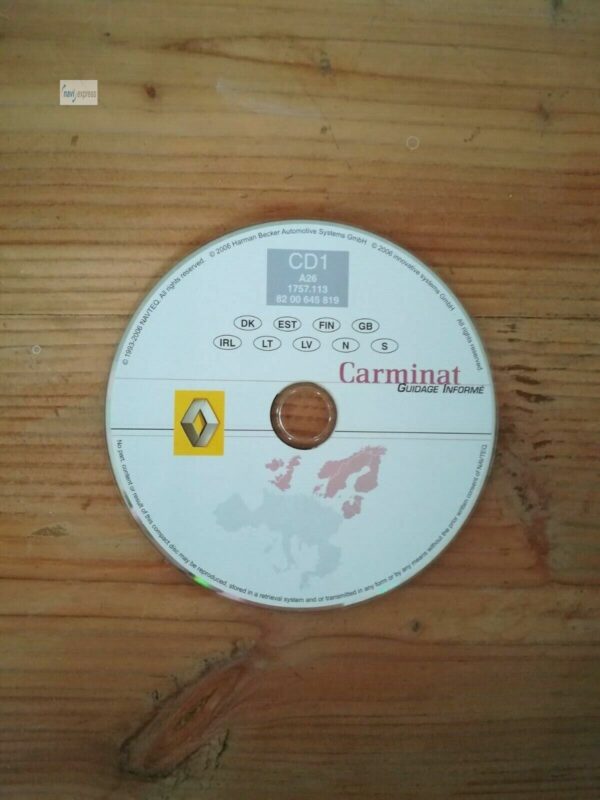 navi express
© 1993-2006 NAVTEQ. All rights reserved. © 2006 Harman Becker Automotive Systems GmbH © 2006 innovative systems GmbH All rights reserved.
CD1
A26
1757.113
82 00 645 819
DK EST FIN GB
IRL LT LV N S
Carminat
GUIDAGE INFORMÉ
No part, content or result of this compact disc may be reproduced, stored in a retrieval system and or transmitted in any form or by any means without the prior written consent of NAVTEQ.